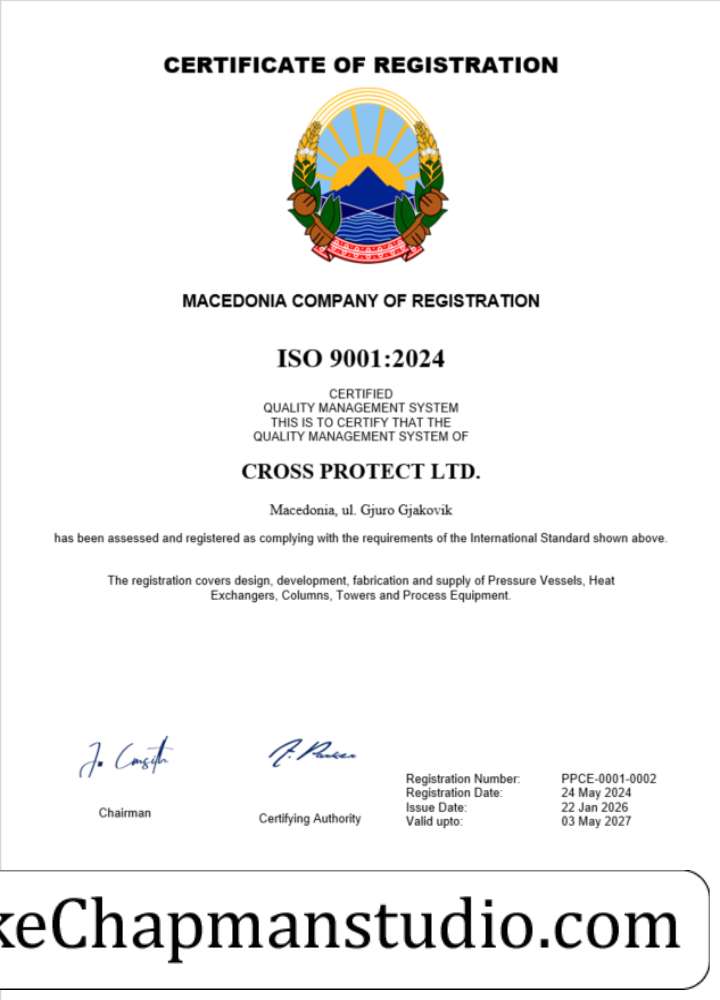 CERTIFICATE OF REGISTRATION
MACEDONIA COMPANY OF REGISTRATION
ISO 9001:2024
CERTIFIED
QUALITY MANAGEMENT SYSTEM
THIS IS TO CERTIFY THAT THE
QUALITY MANAGEMENT SYSTEM OF
CROSS PROTECT LTD.
Macedonia, ul. Gjuro Gjakovik
has been assessed and registered as complying with the requirements of the International Standard shown above.
The registration covers design, development, fabrication and supply of Pressure Vessels, Heat
Exchangers, Columns, Towers and Process Equipment.
Chairman
Certifying Authority
Registration Number: PPCE-0001-0002
Registration Date: 24 May 2024
Issue Date: 22 Jan 2026
Valid upto: 03 May 2027
keChapmanstudio.com